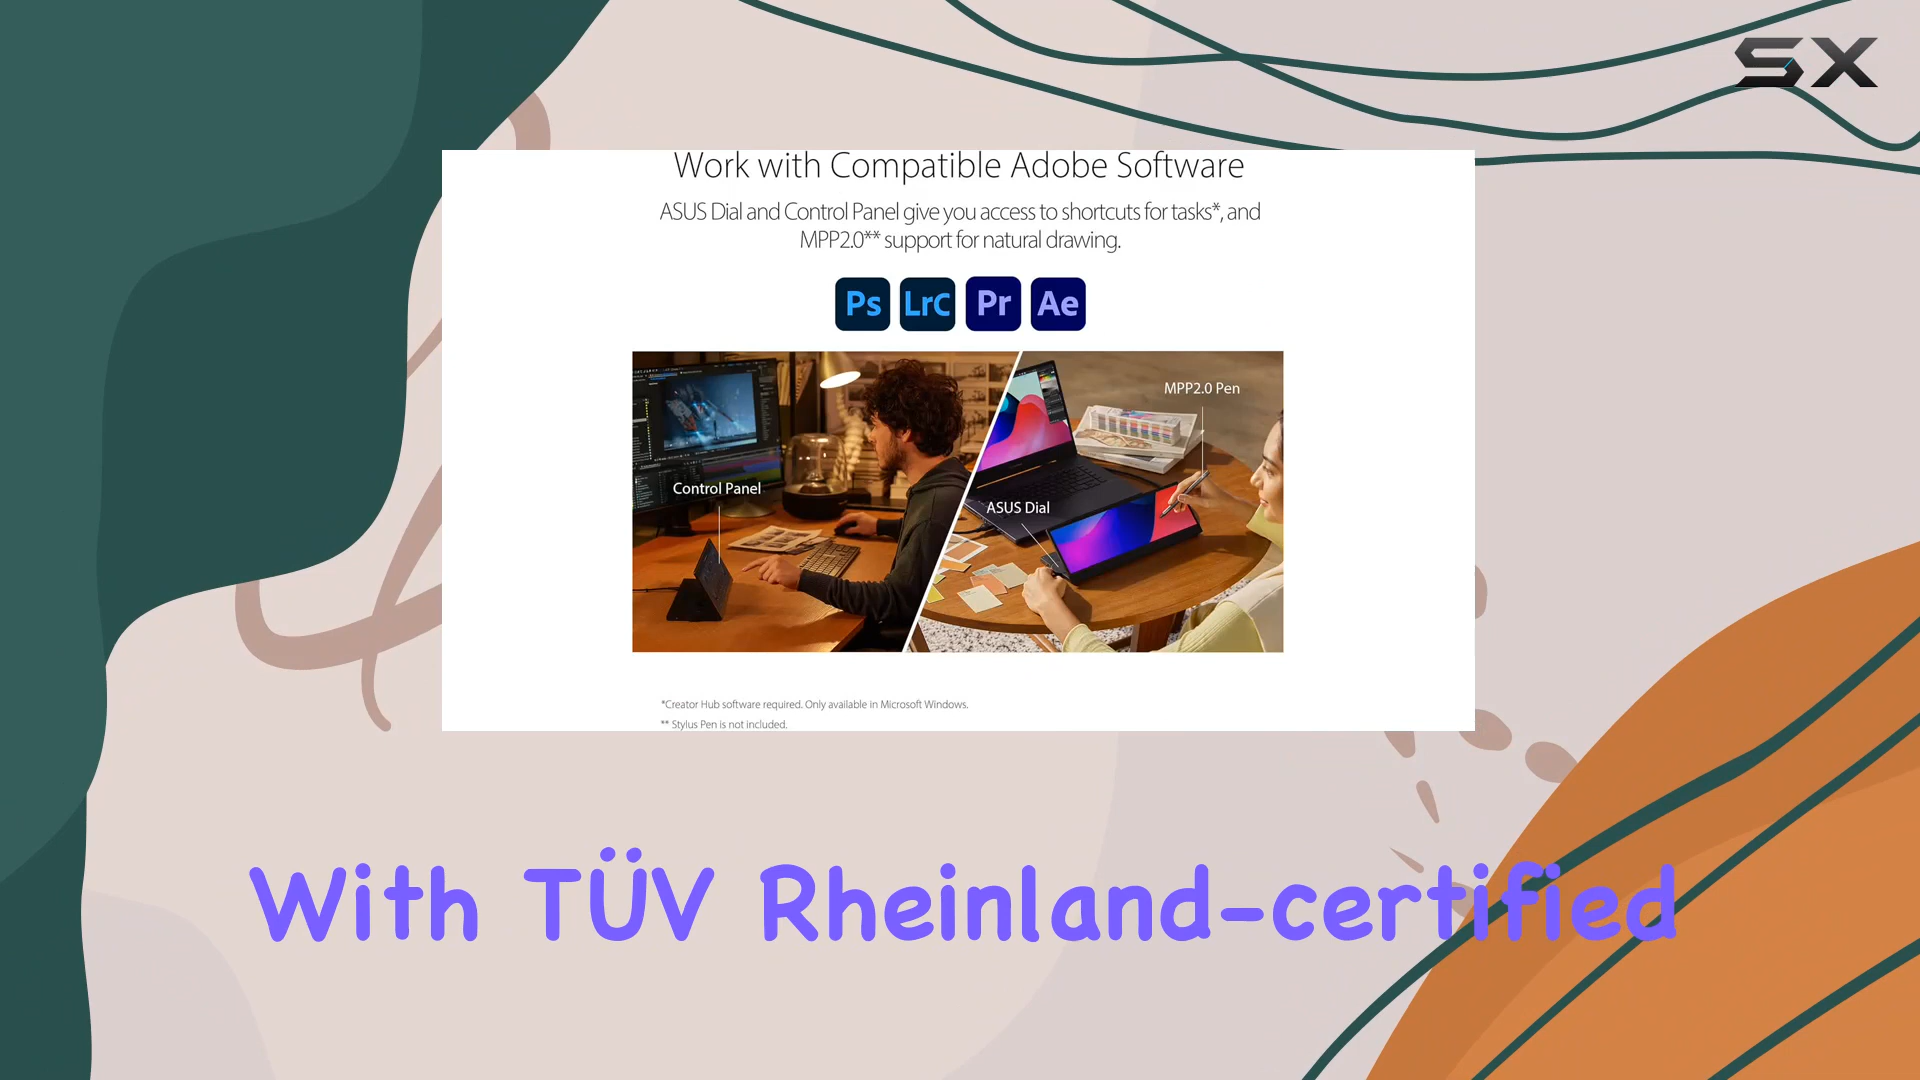 SX
Work with Compatible Adobe Software
ASUS Dial and Control Panel give you access to shortcuts for tasks*, and
MPP2.0** support for natural drawing.
Ps LrC Pr Ae
MPP2.0 Pen
Control Panel
ASUS Dial
*Creator Hub software required. Only available in Microsoft Windows.
** Stylus Pen is not included.
With TÜV Rheinland-certified